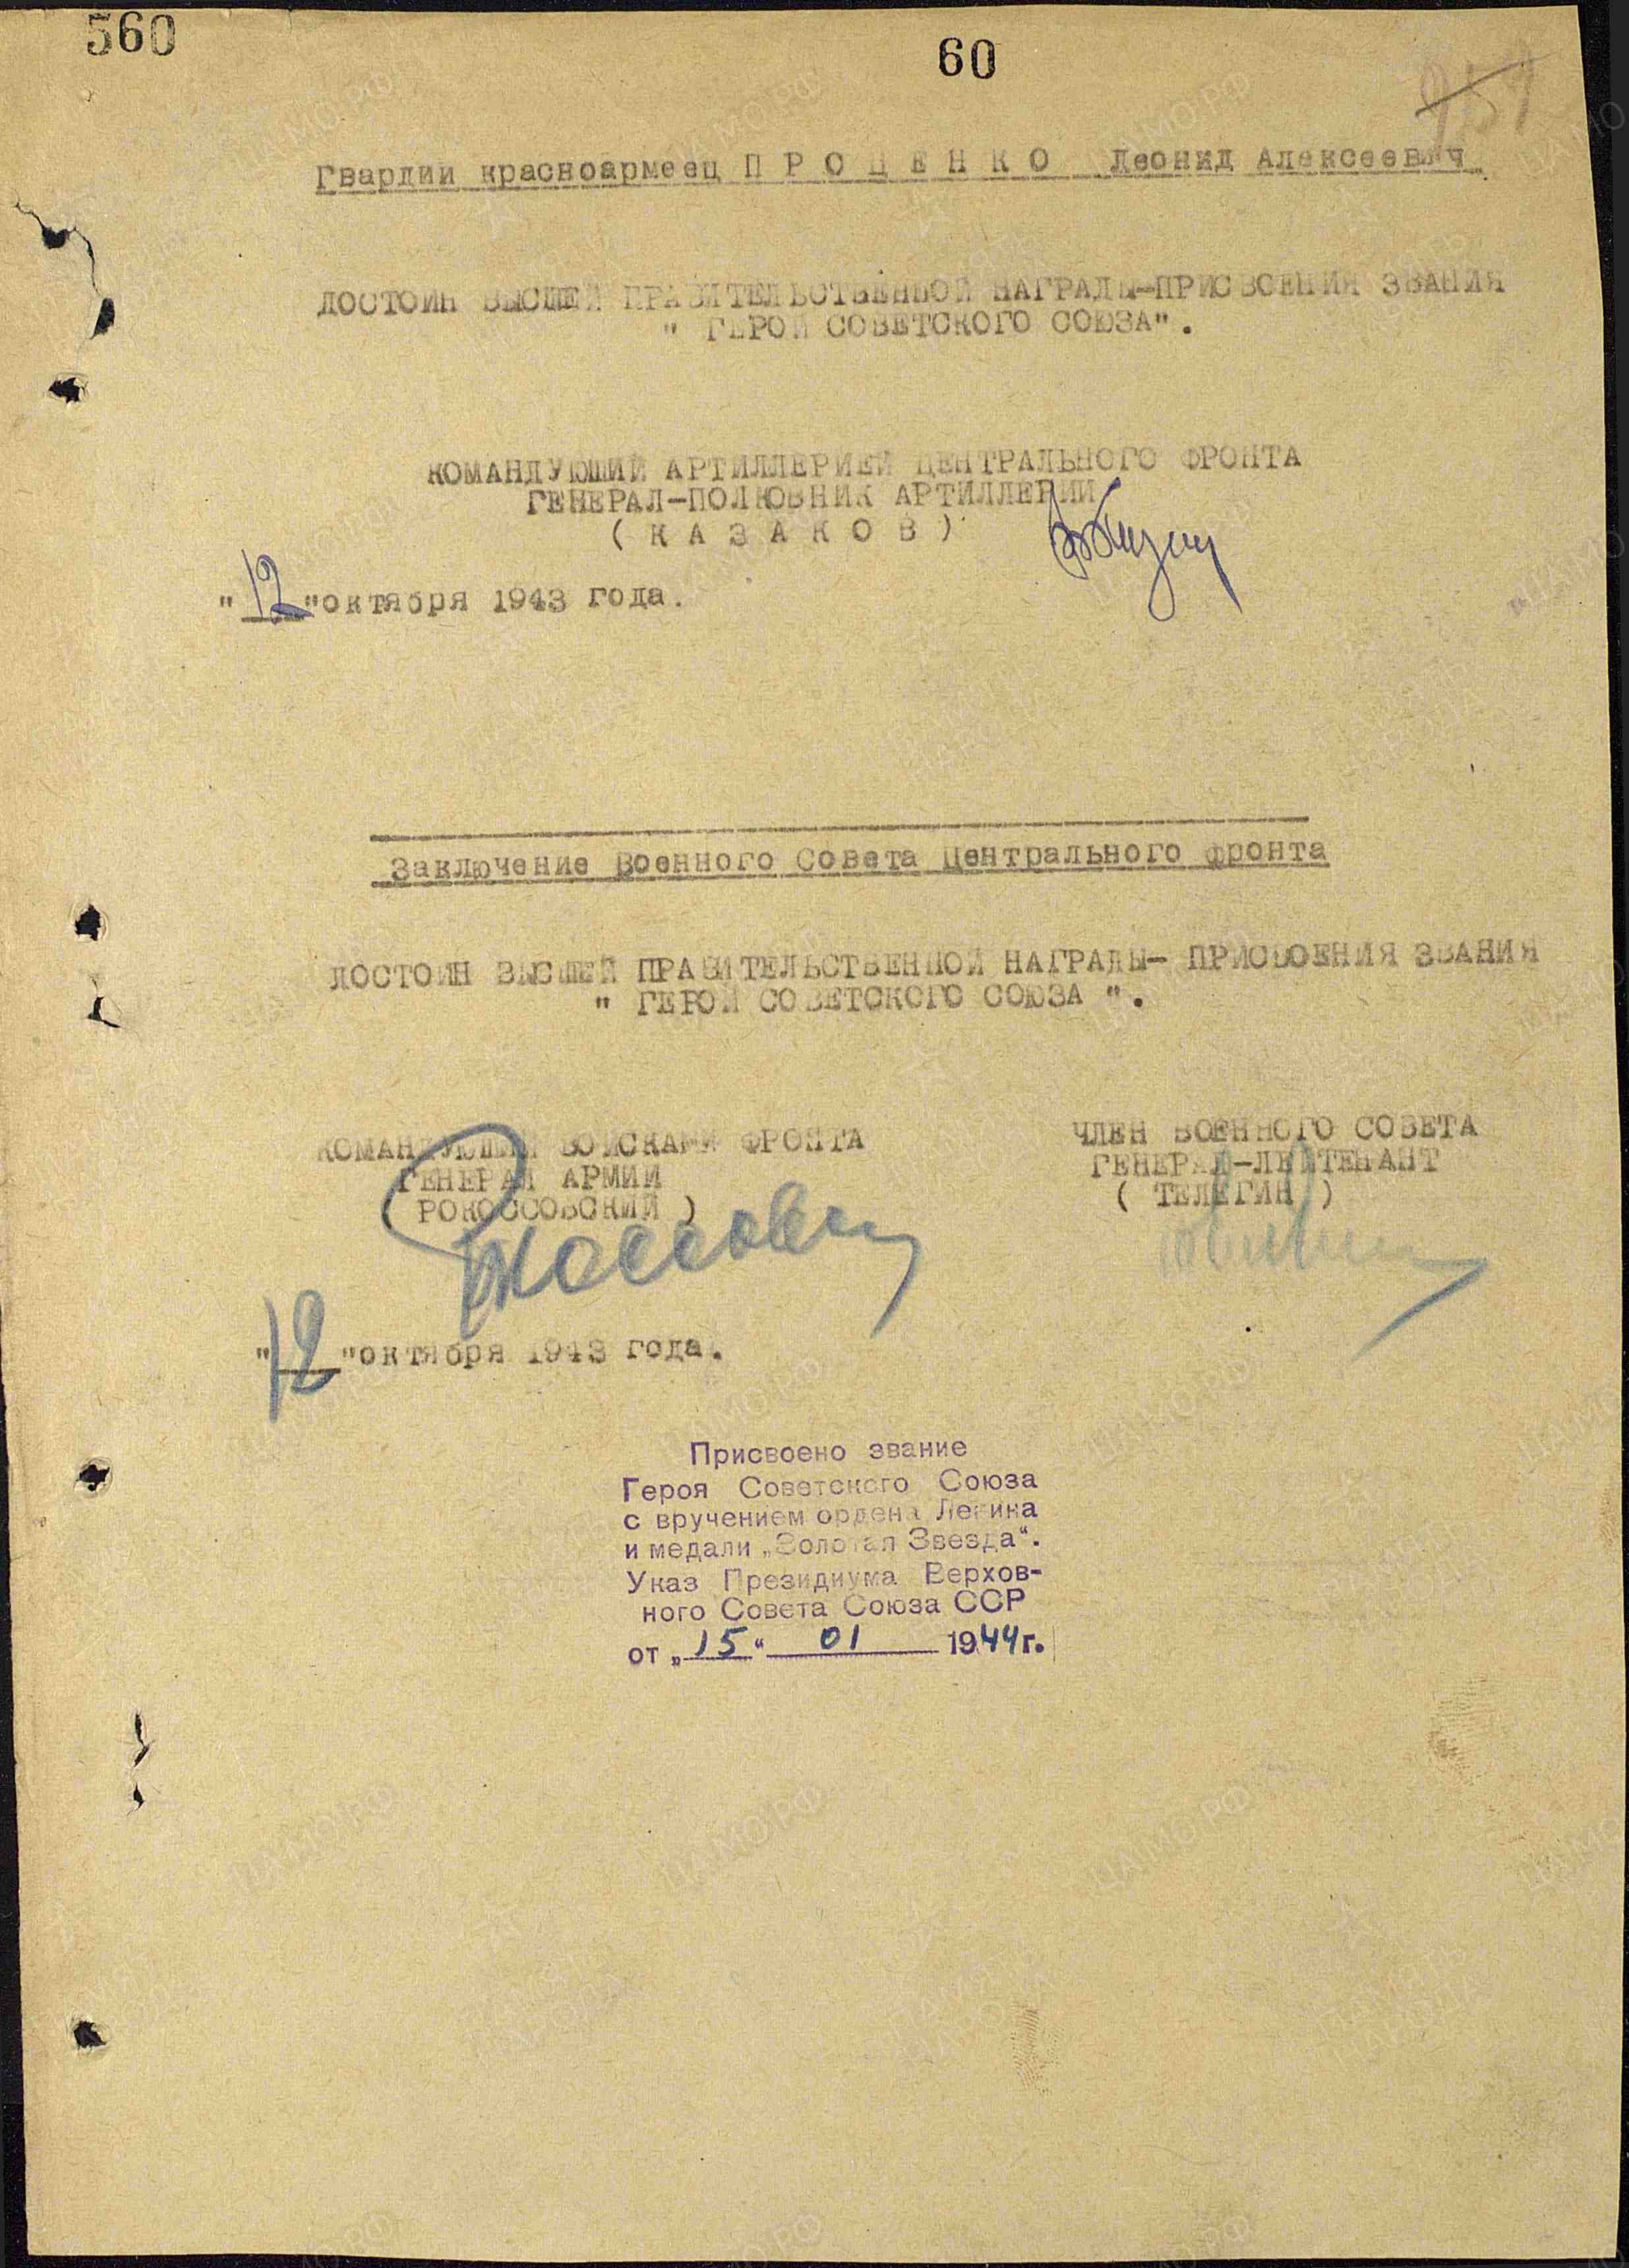 560
60
Гвардии красноармеец П Р О Ц Е Н К О Леонид Алексеевич.
ДОСТОИН ВЫСШЕЙ ПРАВИТЕЛЬСТВЕННОЙ НАГРАДЫ-ПРИСВОЕНИЯ ЗВАНИЯ
" ГЕРОЙ СОВЕТСКОГО СОЮЗА".
КОМАНДУЮЩИЙ АРТИЛЛЕРИЕЙ ЦЕНТРАЛЬНОГО ФРОНТА
ГЕНЕРАЛ-ПОЛКОВНИК АРТИЛЛЕРИИ
( К А З А К О В )
"12"октября 1943 года.
Заключение Военного Совета Центрального фронта
ДОСТОИН ВЫСШЕЙ ПРАВИТЕЛЬСТВЕННОЙ НАГРАДЫ- ПРИСВОЕНИЯ ЗВАНИЯ
" ГЕРОЙ СОВЕТСКОГО СОЮЗА ".
КОМАНДУЮЩИЙ ВОЙСКАМИ ФРОНТА
ГЕНЕРАЛ АРМИИ
( РОКОССОВСКИЙ )
ЧЛЕН ВОЕННОГО СОВЕТА
ГЕНЕРАЛ-ЛЕЙТЕНАНТ
( ТЕЛЕГИН )
"12"октября 1943 года.
Присвоено звание
Героя Советского Союза
с вручением ордена Ленина
и медали „Золотая Звезда“.
Указ Президиума Верхов-
ного Совета Союза ССР
от „15“ 01 1944г.